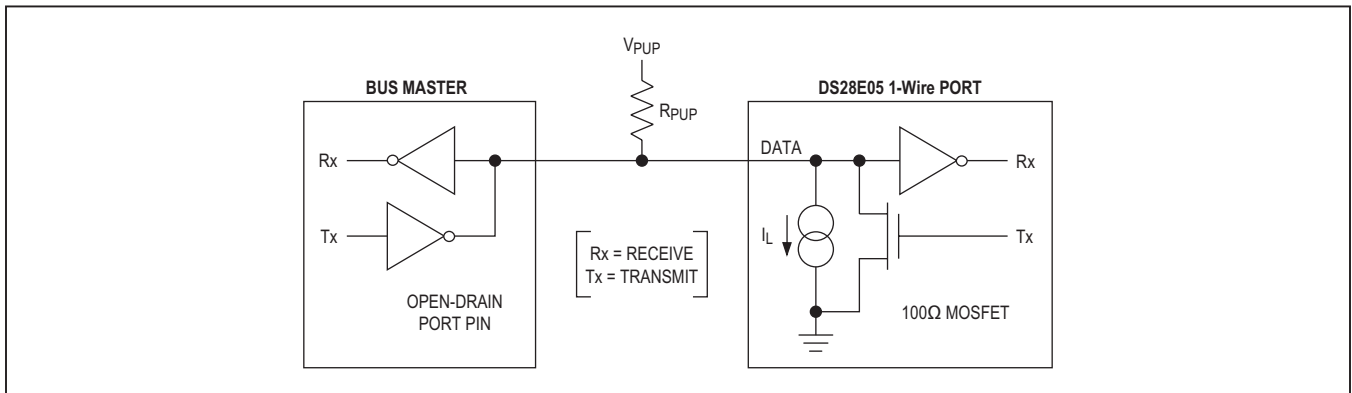 VPUP
BUS MASTER
DS28E05 1-Wire PORT
RPUP
Rx
DATA
Rx
Tx
IL
Tx
Rx = RECEIVE
Tx = TRANSMIT
OPEN-DRAIN
PORT PIN
100Ω MOSFET